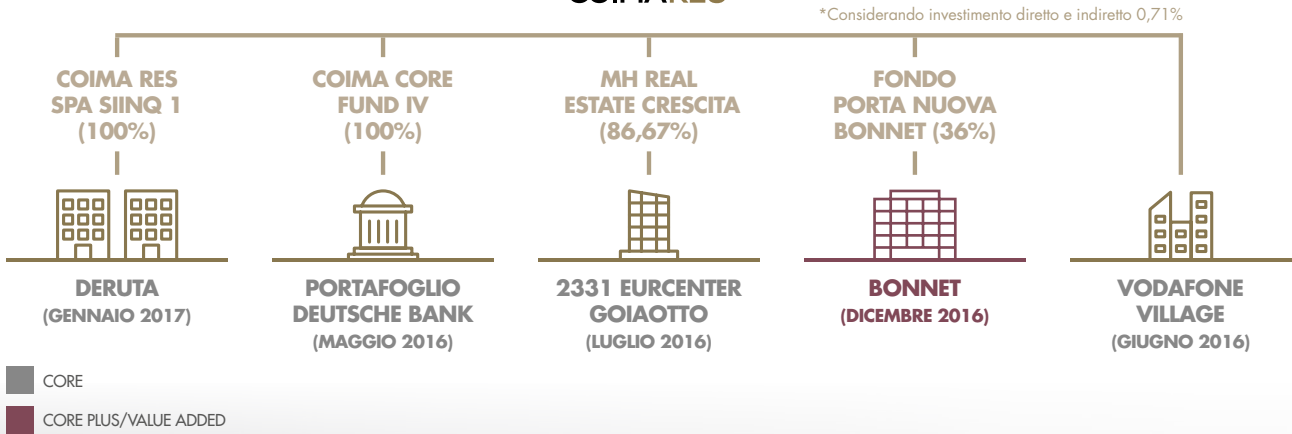 COIMARES
*Considerando investimento diretto e indiretto 0,71%
COIMA RES
SPA SIINQ 1
(100%)
COIMA CORE
FUND IV
(100%)
MH REAL
ESTATE CRESCITA
(86,67%)
FONDO
PORTA NUOVA
BONNET (36%)
DERUTA
(GENNAIO 2017)
PORTAFOGLIO
DEUTSCHE BANK
(MAGGIO 2016)
2331 EURCENTER
GOIAOTTO
(LUGLIO 2016)
BONNET
(DICEMBRE 2016)
VODAFONE
VILLAGE
(GIUGNO 2016)
CORE
CORE PLUS/VALUE ADDED